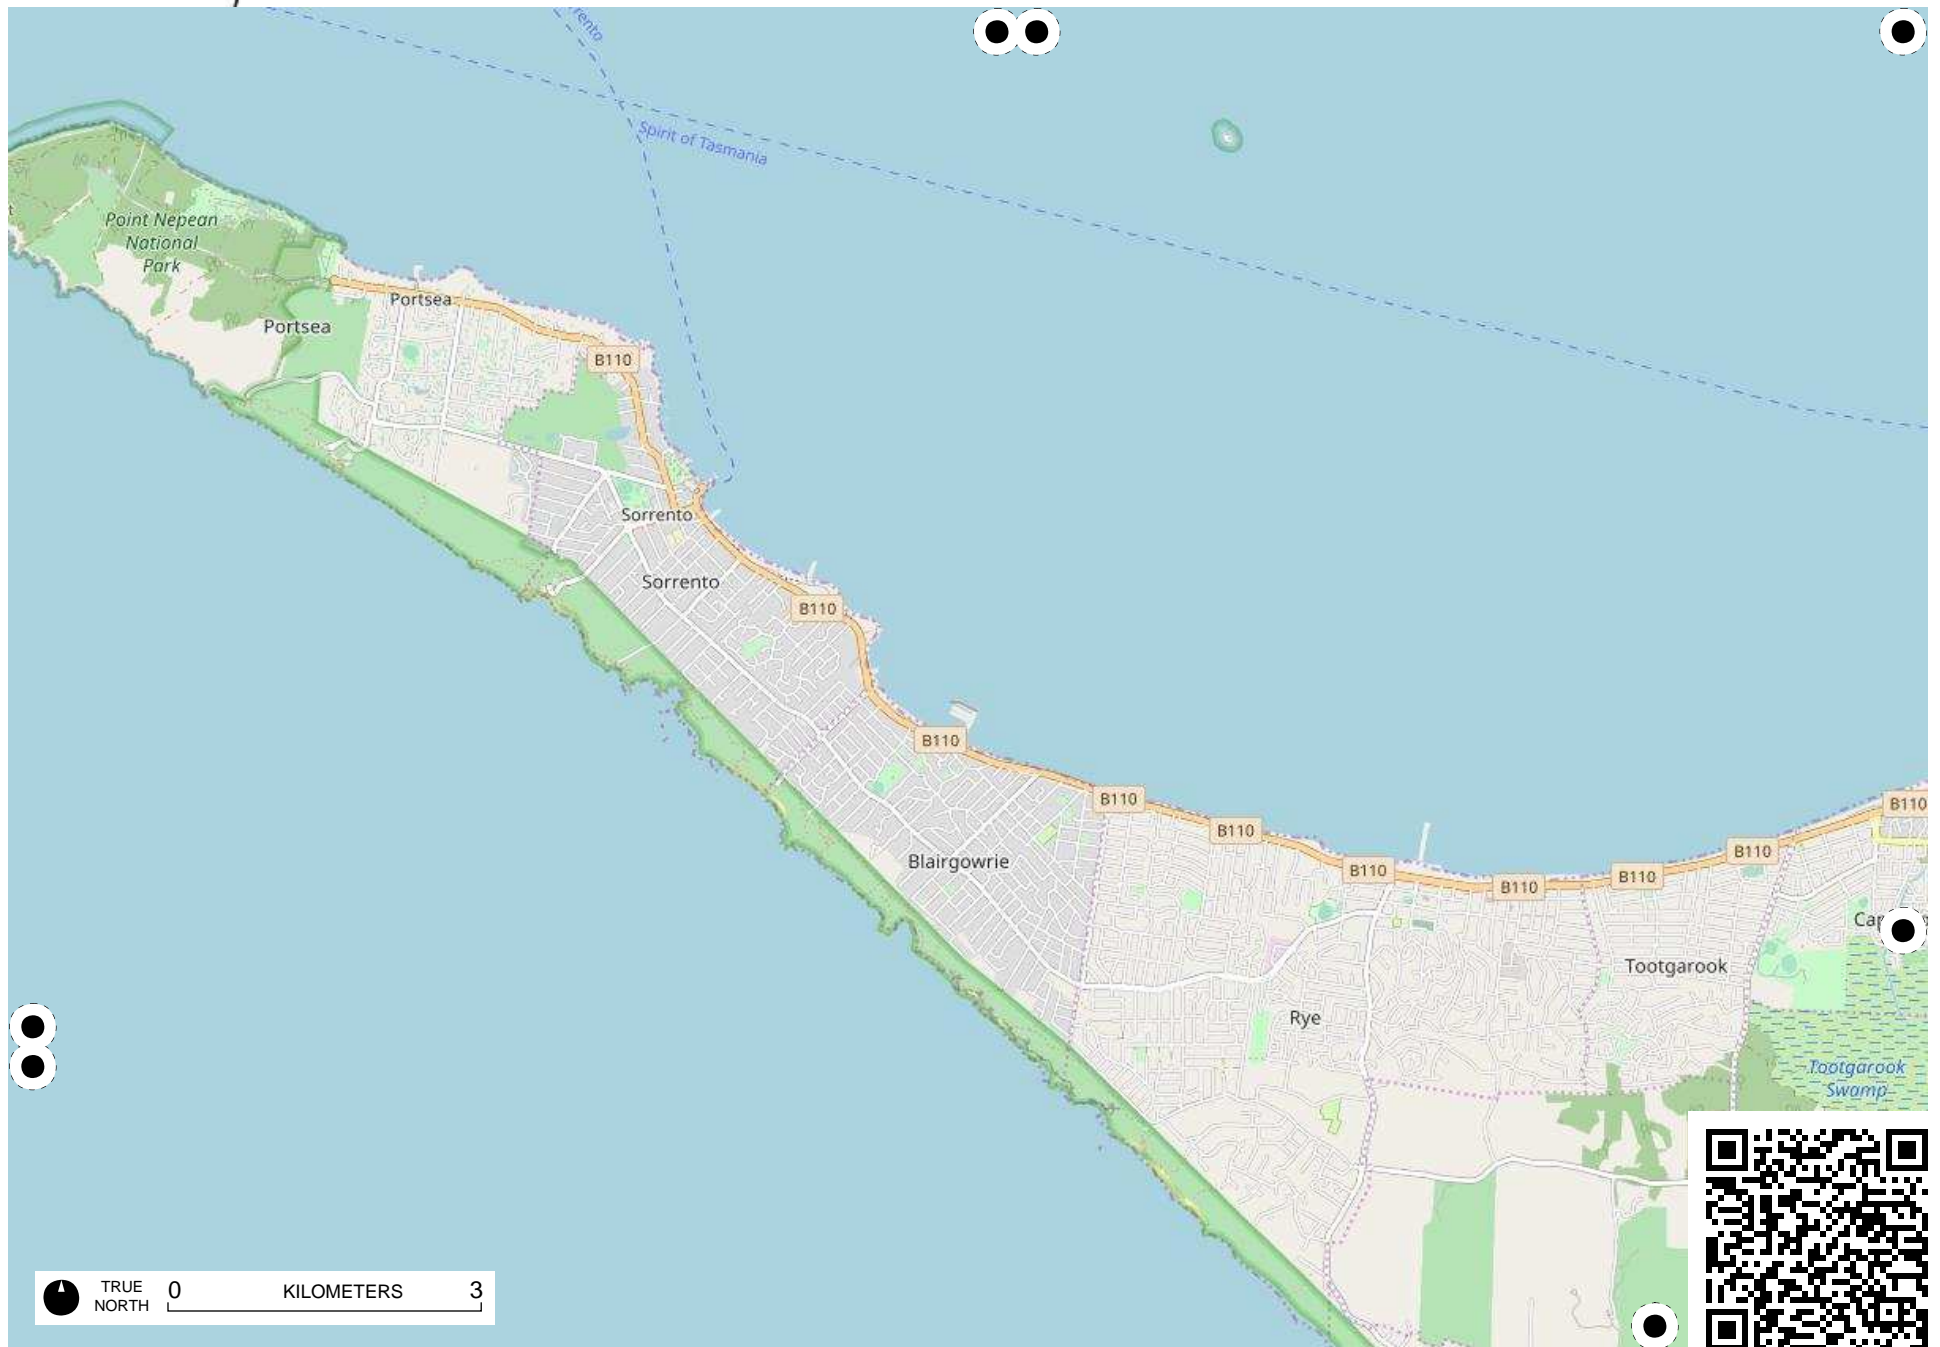 Spirit of Tasmania
Point Nepean
National
Park
Portsea
Portsea
B110
Sorrento
Sorrento
B110
B110
B110
B110
B110
B110
B110
B110
B110
Blairgowrie
Tootgarook
Rye
Tootgarook
Swamp
TRUE
NORTH
0
KILOMETERS
3